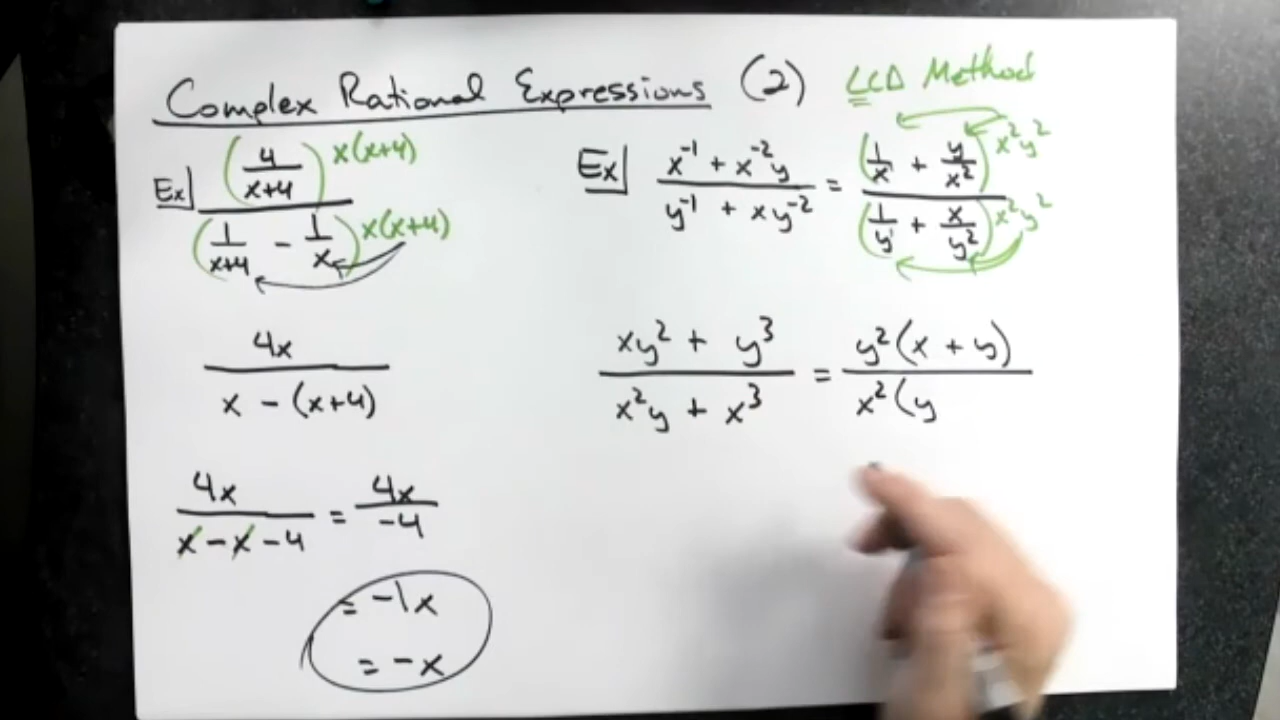 Complex Rational Expressions (2) LCD Method
Ex| (4/(x+4)) x(x+4)
(1/(x+4) - 1/x) x(x+4)
4x/(x - (x+4))
4x/(x - x - 4) = 4x/-4
= -1x
= -x
Ex| (x⁻¹ + x⁻²y)/(y⁻¹ + xy⁻²) = (1/x + y/x²) x²y²
(1/y + x/y²) x²y²
(xy² + y³)/(x²y + x³) = y²(x + y)/x²(y